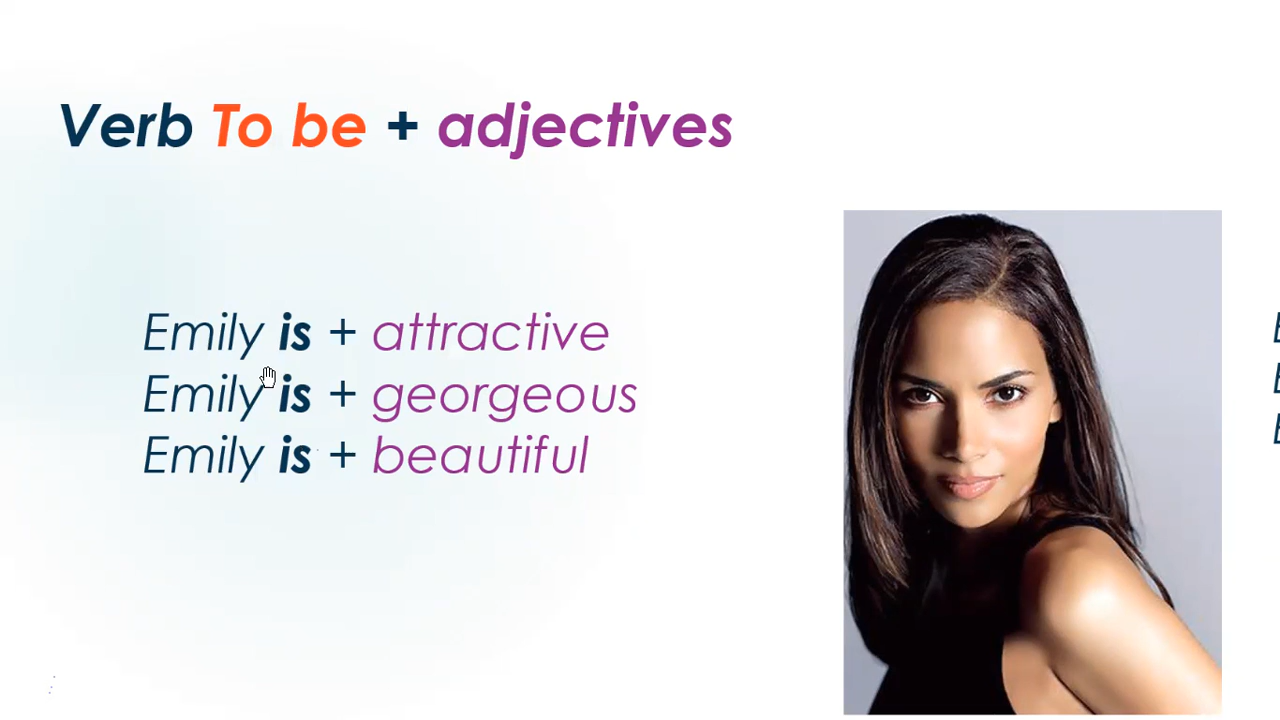 Verb To be + adjectives
Emily is + attractive
Emily is + georgeous
Emily is + beautiful